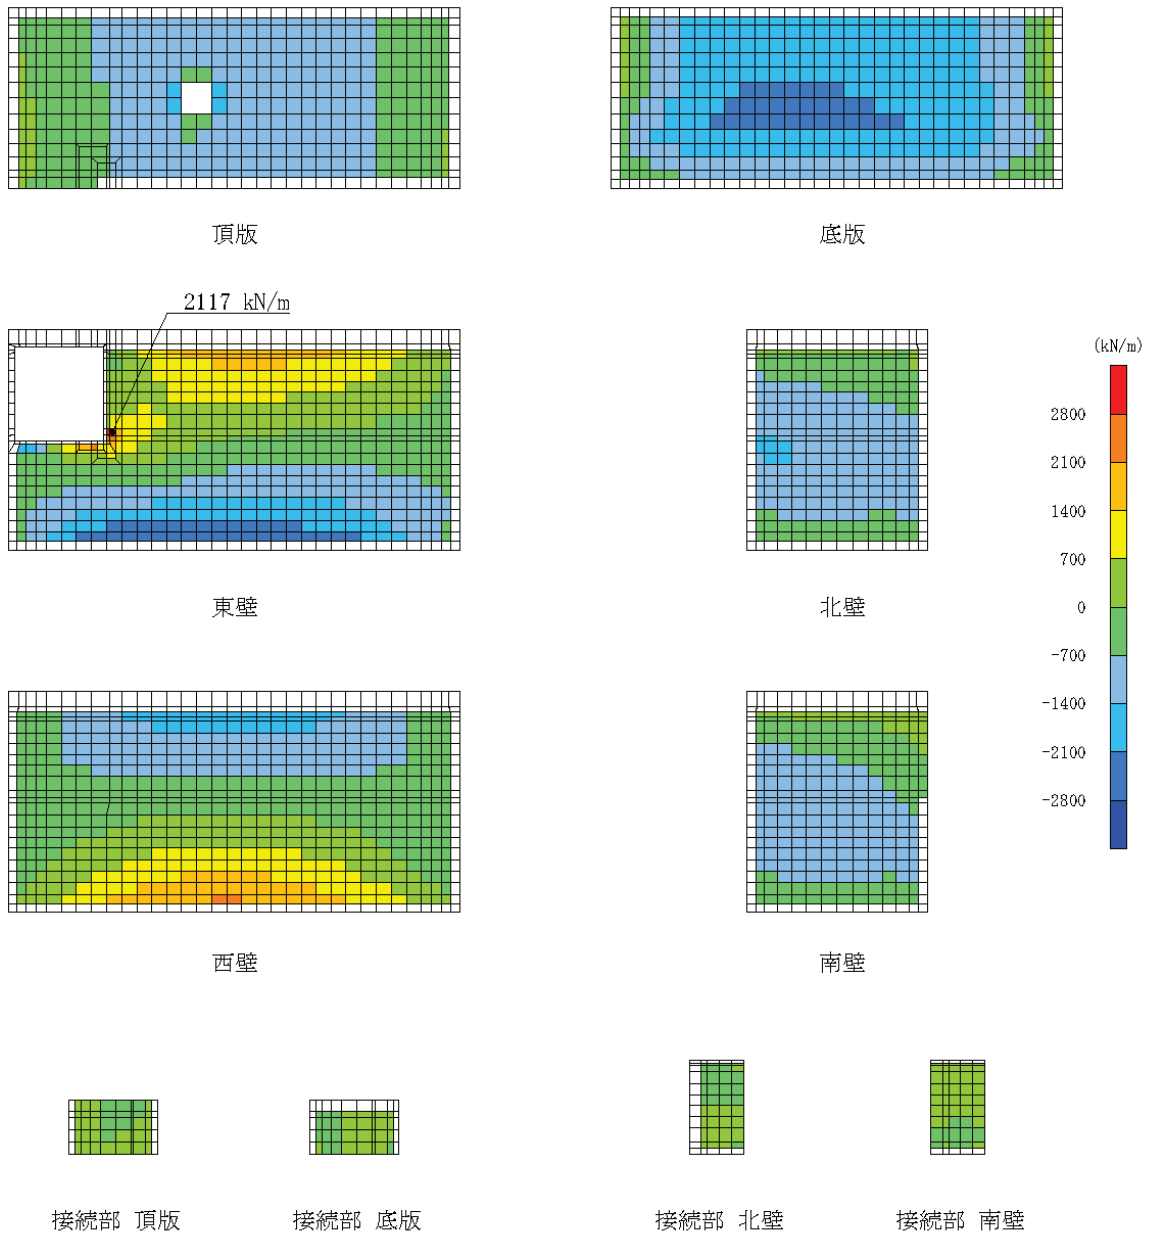 頂版
底版
2117 kN/m
東壁
北壁
(kN/m)
2800
2100
1400
700
0
-700
-1400
-2100
-2800
西壁
南壁
接続部 頂版
接続部 底版
接続部 北壁
接続部 南壁